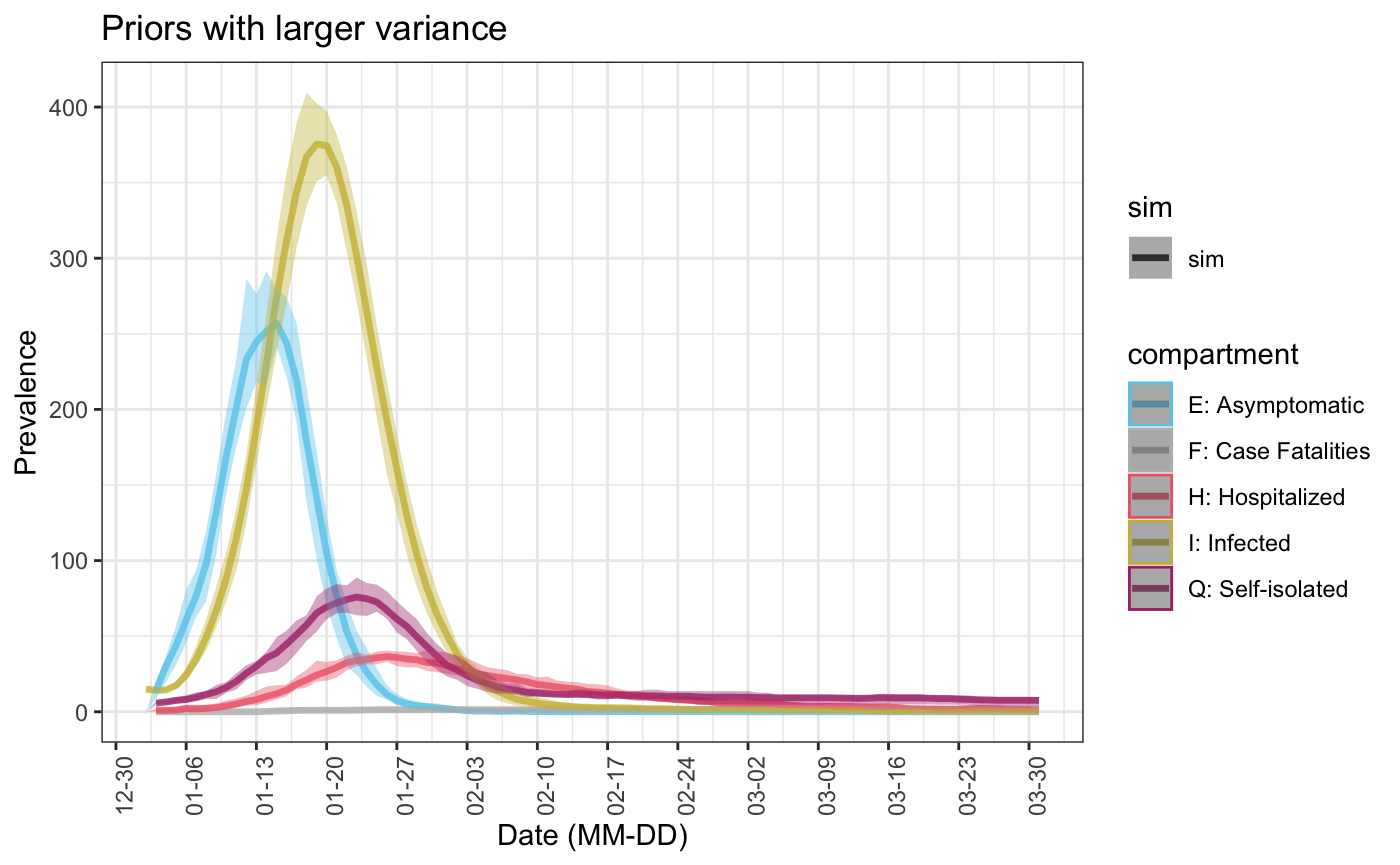 Priors with larger variance
Prevalence
400
300
200
100
0
12-30
01-06
01-13
01-20
01-27
02-03
02-10
02-17
02-24
03-02
03-09
03-16
03-23
03-30
Date (MM-DD)
sim
sim
compartment
E: Asymptomatic
F: Case Fatalities
H: Hospitalized
I: Infected
Q: Self-isolated